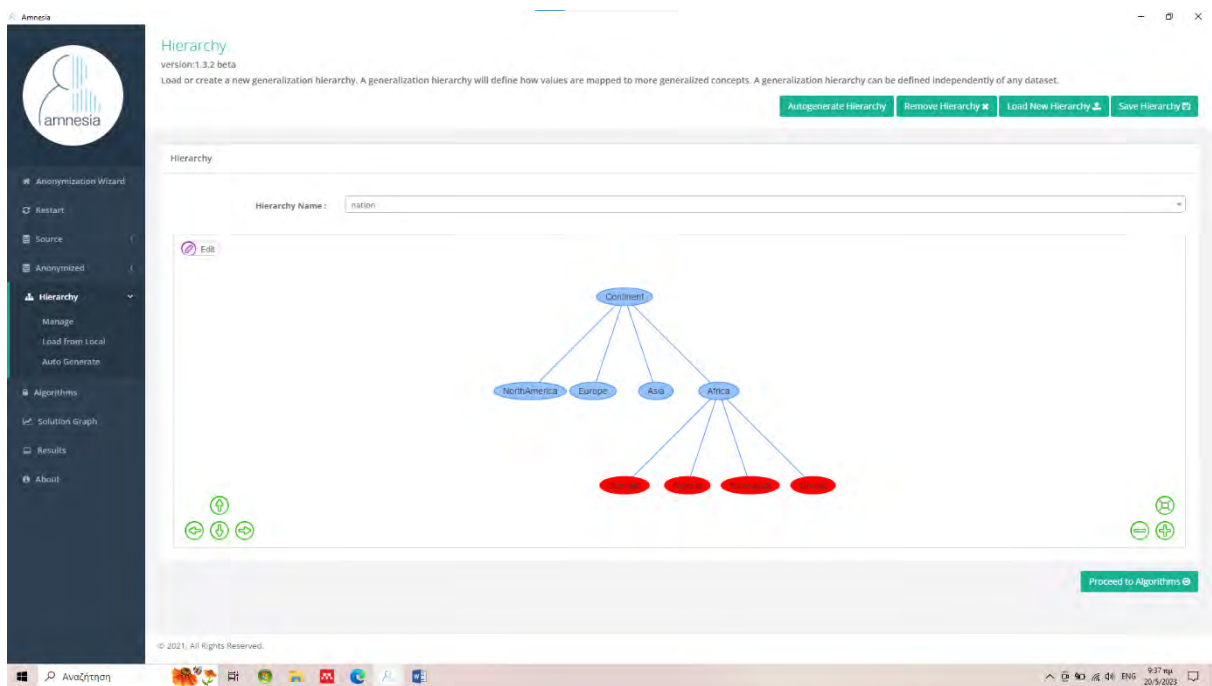 Amnesia
amnesia
Hierarchy
version:1.3.2 beta
Load or create a new generalization hierarchy. A generalization hierarchy will define how values are mapped to more generalized concepts. A generalization hierarchy can be defined independently of any dataset.
Autogenerate Hierarchy Remove Hierarchy Load New Hierarchy Save Hierarchy
Anonymization Wizard
Restart
Source
Anonymized
Hierarchy
Manage
Load from Local
Auto Generate
Algorithms
Solution Graph
Results
About
Hierarchy
Hierarchy Name : nation
Edit
Continent
NorthAmerica Europe Asia Africa
Proceed to Algorithms
© 2021, All Rights Reserved.
Αναζήτηση
ENG
9:37 πμ
20/5/2023